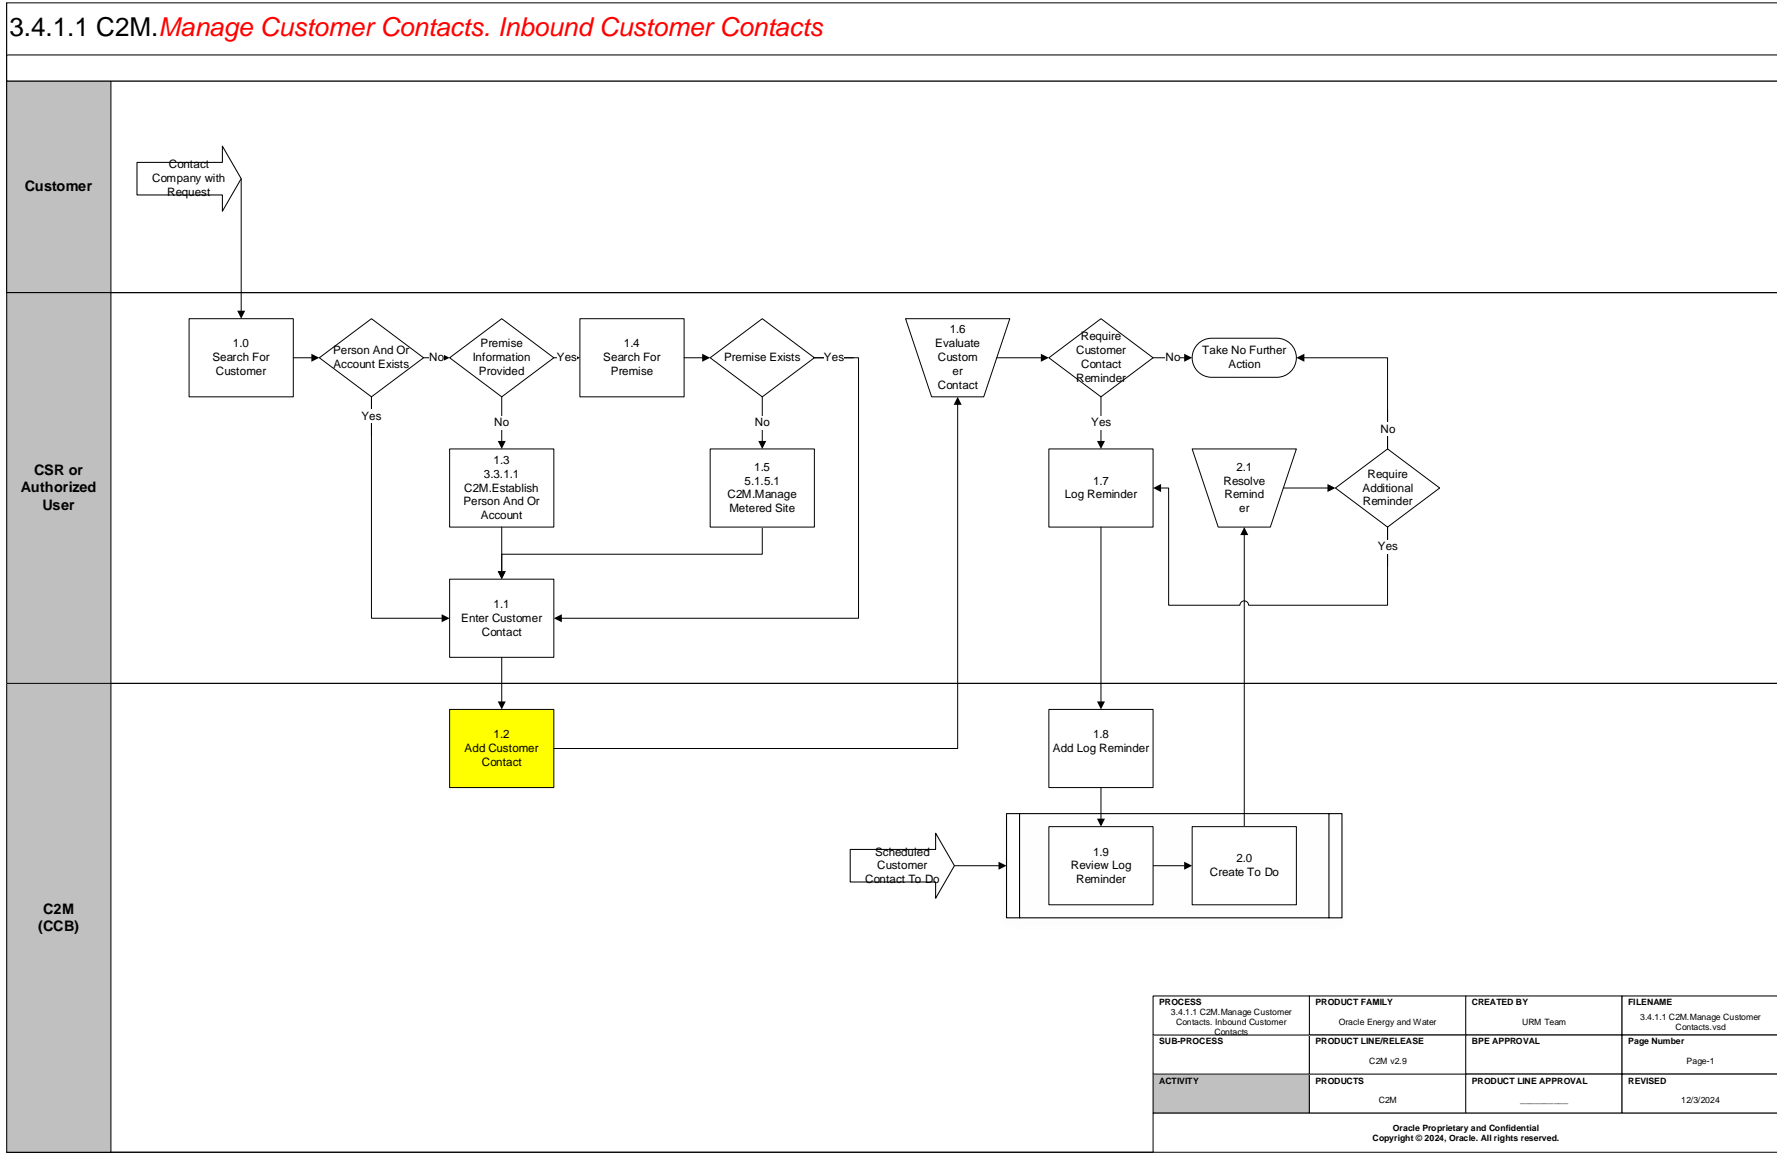 3.4.1.1 C2M.Manage Customer Contacts. Inbound Customer Contacts
Customer
Contact
Company with
Request
CSR or
Authorized
User
1.0
Search For
Customer
Person And Or
Account Exists
No
Yes
Premise
Information
Provided
Yes
No
1.4
Search For
Premise
Premise Exists
Yes
No
1.3
3.3.1.1
C2M.Establish
Person And Or
Account
1.5
5.1.5.1
C2M.Manage
Metered Site
1.1
Enter Customer
Contact
1.6
Evaluate
Custom
er
Contact
Require
Customer
Contact
Reminder
No
Yes
Take No Further
Action
1.7
Log Reminder
2.1
Resolve
Remind
er
Require
Additional
Reminder
No
Yes
C2M
(CCB)
1.2
Add Customer
Contact
1.8
Add Log Reminder
Scheduled
Customer
Contact To Do
1.9
Review Log
Reminder
2.0
Create To Do
PROCESS
3.4.1.1 C2M.Manage Customer
Contacts. Inbound Customer
Contacts
PRODUCT FAMILY
Oracle Energy and Water
CREATED BY
URM Team
FILENAME
3.4.1.1 C2M.Manage Customer
Contacts.vsd
SUB-PROCESS
PRODUCT LINE/RELEASE
C2M v2.9
BPE APPROVAL
Page Number
Page-1
ACTIVITY
PRODUCTS
C2M
PRODUCT LINE APPROVAL
___________
REVISED
12/3/2024
Oracle Proprietary and Confidential
Copyright © 2024, Oracle. All rights reserved.